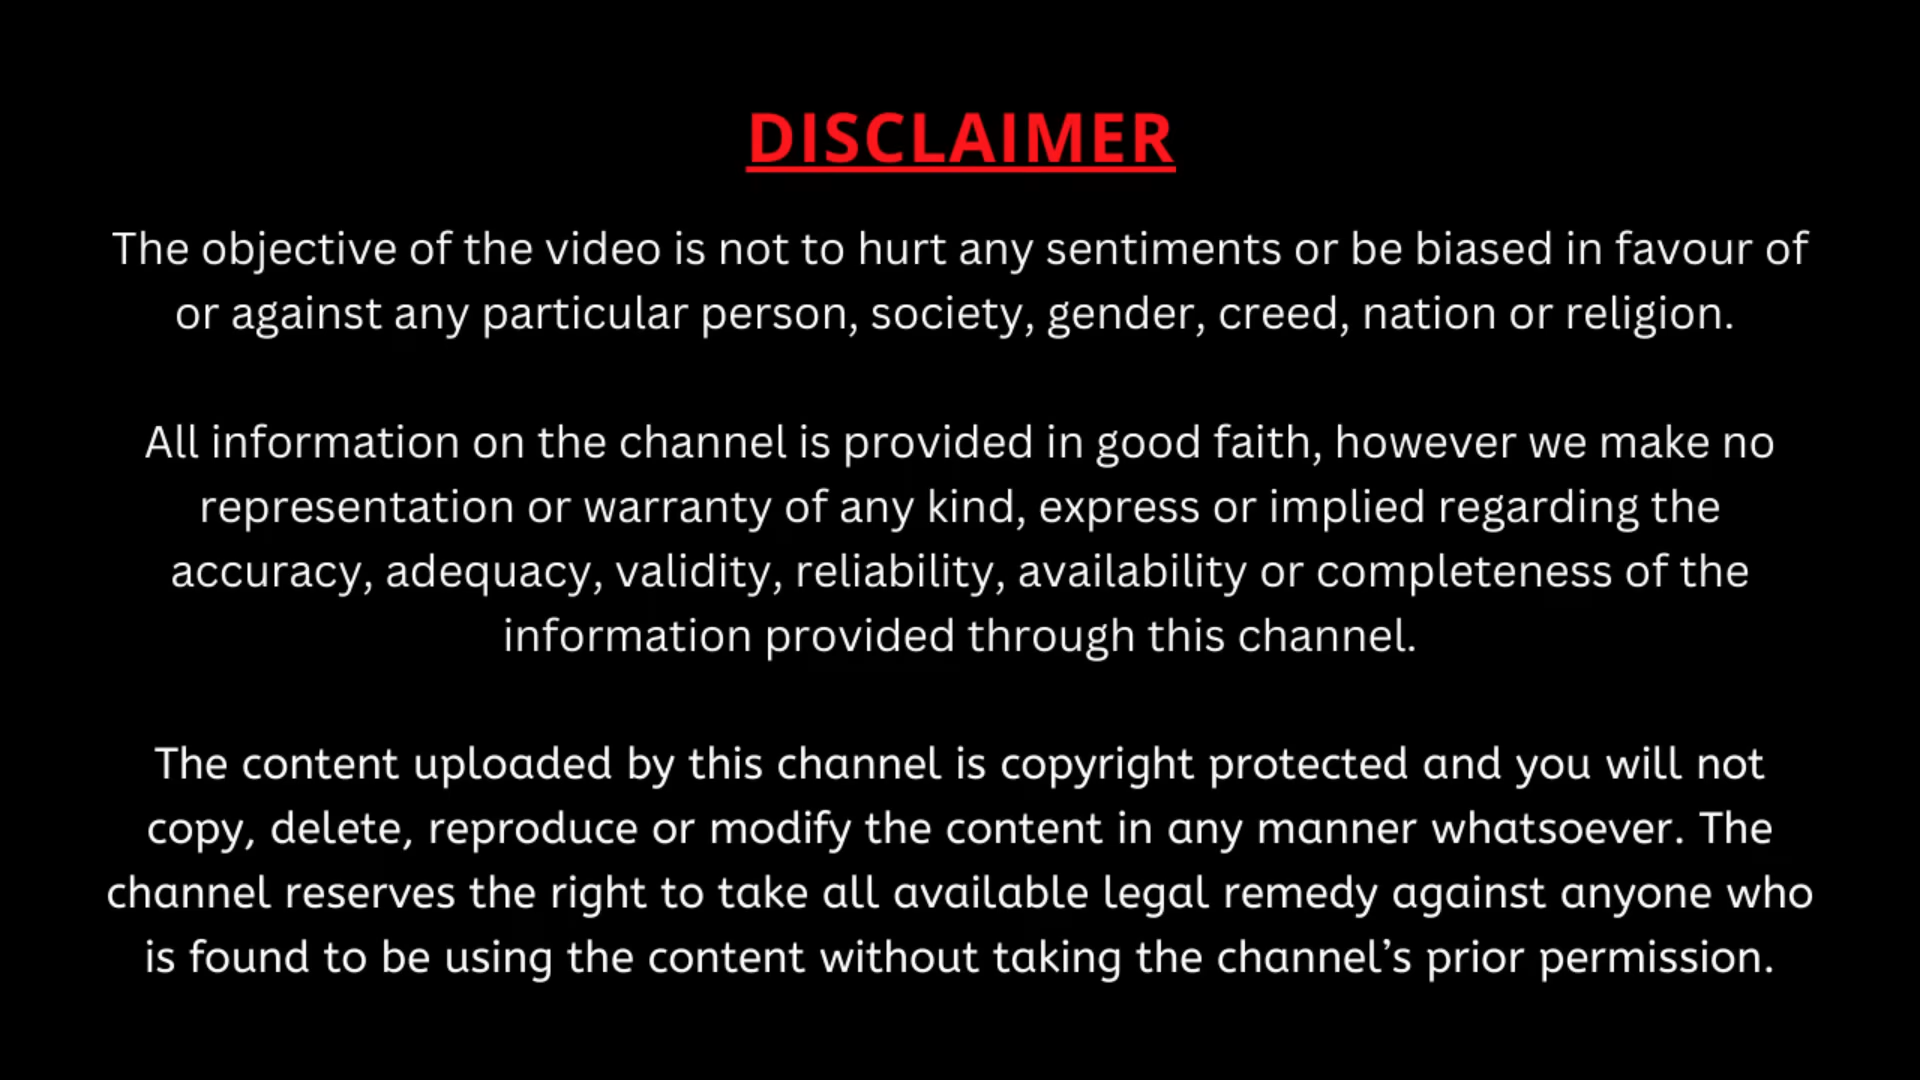 DISCLAIMER
The objective of the video is not to hurt any sentiments or be biased in favour of
or against any particular person, society, gender, creed, nation or religion.
All information on the channel is provided in good faith, however we make no
representation or warranty of any kind, express or implied regarding the
accuracy, adequacy, validity, reliability, availability or completeness of the
information provided through this channel.
The content uploaded by this channel is copyright protected and you will not
copy, delete, reproduce or modify the content in any manner whatsoever. The
channel reserves the right to take all available legal remedy against anyone who
is found to be using the content without taking the channel’s prior permission.